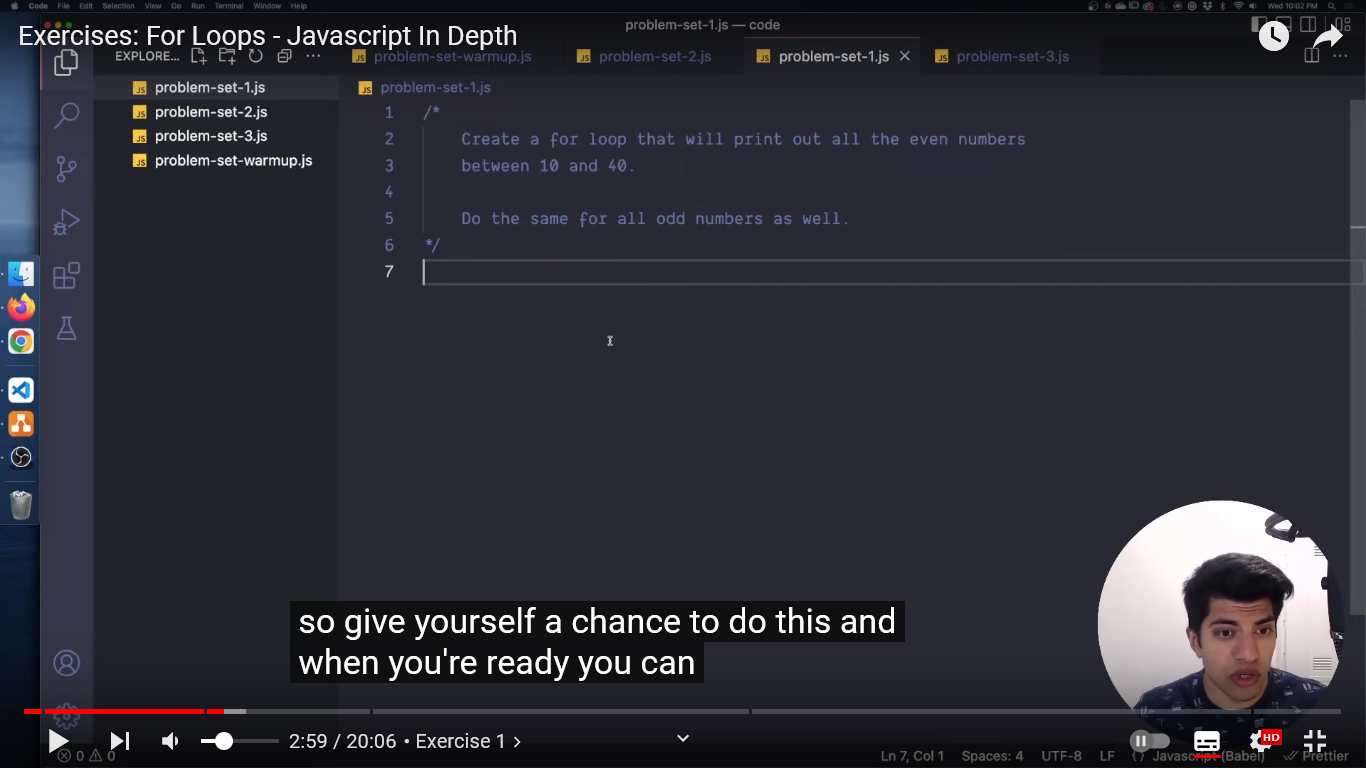 Code File Edit Selection View Go Run Terminal Window Help
Wed 10:02 PM
problem-set-1.js — code
Exercises: For Loops - Javascript In Depth
EXPLORE...
problem-set-warmup.js
problem-set-2.js
problem-set-1.js
problem-set-3.js
problem-set-1.js
problem-set-2.js
problem-set-3.js
problem-set-warmup.js
problem-set-1.js
1 /*
2 Create a for loop that will print out all the even numbers
3 between 10 and 40.
4
5 Do the same for all odd numbers as well.
6 */
7
so give yourself a chance to do this and
when you're ready you can
2:59 / 20:06 • Exercise 1
HD
0 0
Ln 7, Col 1 Spaces: 4 UTF-8 LF {} Javascript (Babel) Prettier